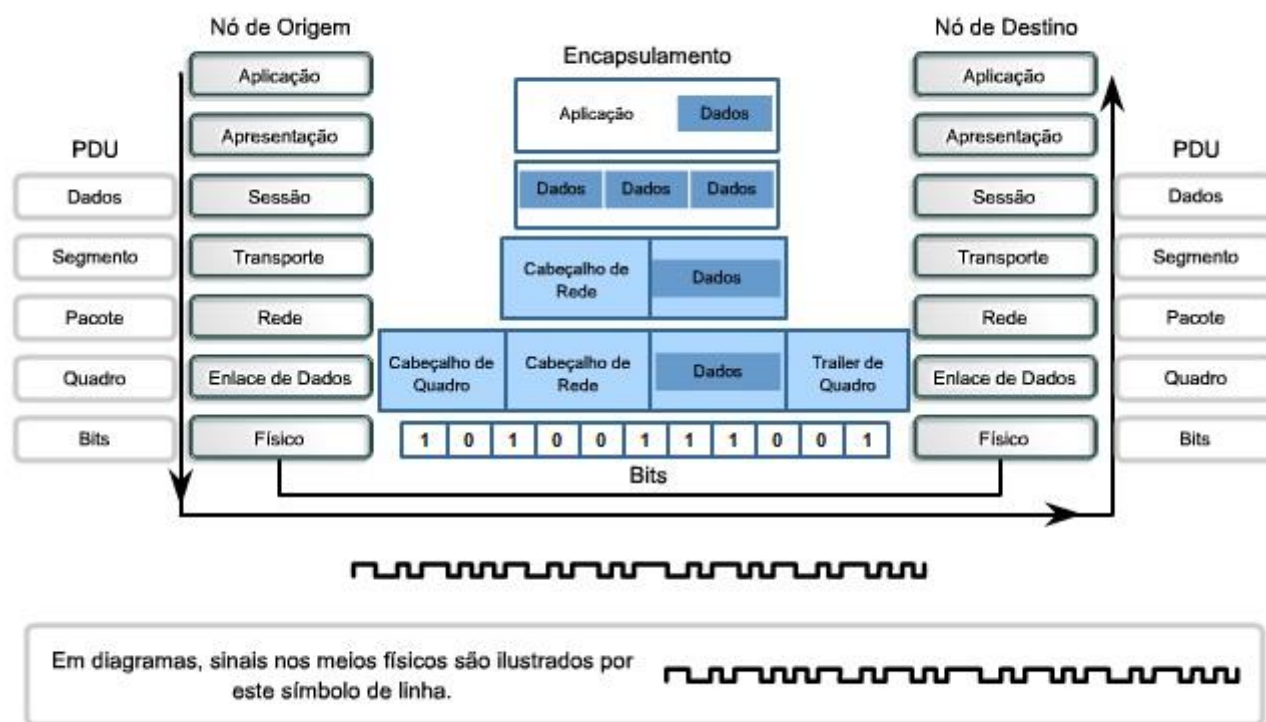 Nó de Origem
Nó de Destino
Encapsulamento
PDU
PDU
Aplicação
Apresentação
Sessão
Transporte
Rede
Enlace de Dados
Físico
Dados
Segmento
Pacote
Quadro
Bits
Aplicação
Dados
Dados
Dados
Dados
Cabeçalho de
Rede
Dados
Cabeçalho de
Quadro
Cabeçalho de
Rede
Dados
Trailer de
Quadro
1 0 1 0 0 1 1 1 0 0 1
Bits
Aplicação
Apresentação
Sessão
Transporte
Rede
Enlace de Dados
Físico
Dados
Segmento
Pacote
Quadro
Bits
Em diagramas, sinais nos meios físicos são ilustrados por
este símbolo de linha.